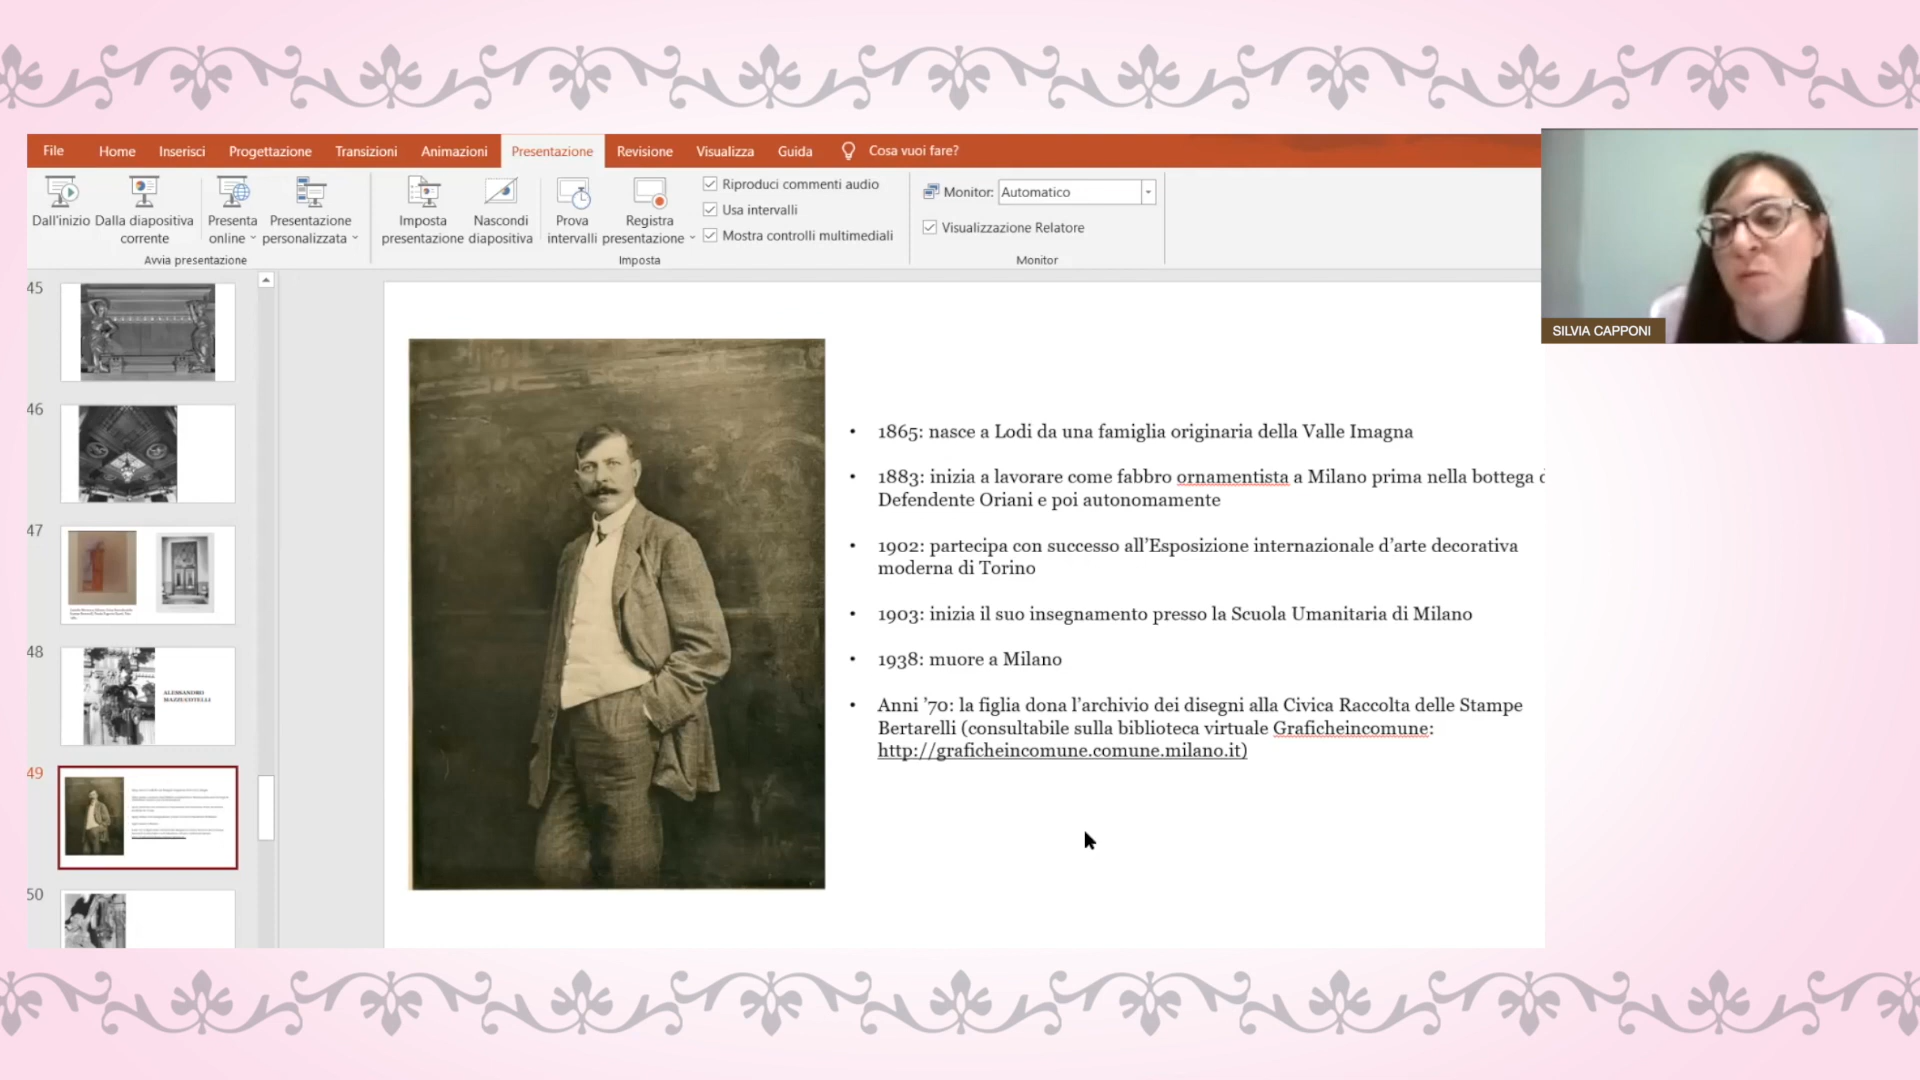 File Home Inserisci Progettazione Transizioni Animazioni Presentazione Revisione Visualizza Guida Cosa vuoi fare?
Dall'inizio
Dalla diapositiva
corrente
Presenta
online
Presentazione
personalizzata
Avvia presentazione
Imposta
presentazione
Nascondi
diapositiva
Prova
intervalli
Registra
presentazione
Riproduci commenti audio
Usa intervalli
Mostra controlli multimediali
Imposta
Monitor: Automatico
Visualizzazione Relatore
Monitor
SILVIA CAPPONI
45
46
47
48
ALESSANDRO
MAZZUCOTELLI
49
50
• 1865: nasce a Lodi da una famiglia originaria della Valle Imagna
• 1883: inizia a lavorare come fabbro ornamentista a Milano prima nella bottega
Defendente Oriani e poi autonomamente
• 1902: partecipa con successo all’Esposizione internazionale d’arte decorativa
moderna di Torino
• 1903: inizia il suo insegnamento presso la Scuola Umanitaria di Milano
• 1938: muore a Milano
• Anni ’70: la figlia dona l’archivio dei disegni alla Civica Raccolta delle Stampe
Bertarelli (consultabile sulla biblioteca virtuale Graficheincomune:
http://graficheincomune.comune.milano.it)